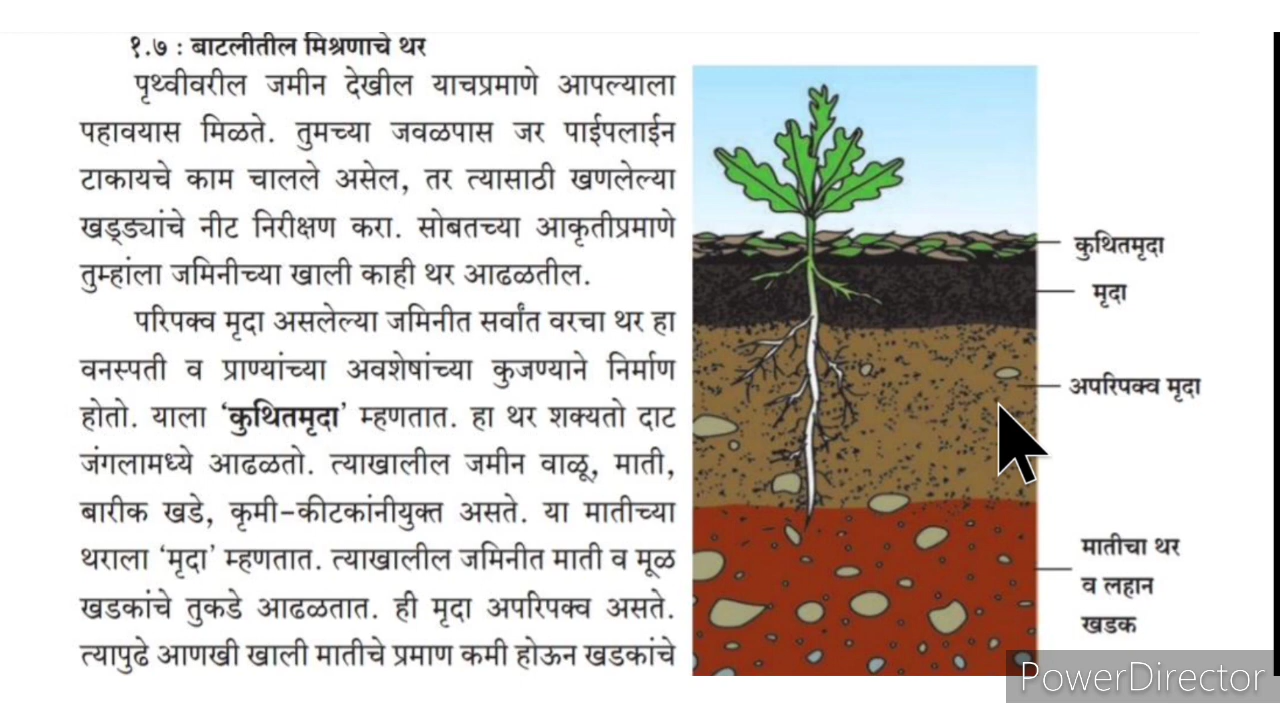 १.७ : बाटलीतील मिश्रणाचे थर
पृथ्वीवरील जमीन देखील याचप्रमाणे आपल्याला
पहावयास मिळते. तुमच्या जवळपास जर पाईपलाईन
टाकायचे काम चालले असेल, तर त्यासाठी खणलेल्या
खड्ड्यांचे नीट निरीक्षण करा. सोबतच्या आकृतीप्रमाणे
तुम्हांला जमिनीच्या खाली काही थर आढळतील.
परिपक्व मृदा असलेल्या जमिनीत सर्वांत वरचा थर हा
वनस्पती व प्राण्यांच्या अवशेषांच्या कुजण्याने निर्माण
होतो. याला ‘कुथितमृदा’ म्हणतात. हा थर शक्यतो दाट
जंगलामध्ये आढळतो. त्याखालील जमीन वाळू, माती,
बारीक खडे, कृमी-कीटकांनीयुक्त असते. या मातीच्या
थराला ‘मृदा’ म्हणतात. त्याखालील जमिनीत माती व मूळ
खडकांचे तुकडे आढळतात. ही मृदा अपरिपक्व असते.
त्यापुढे आणखी खाली मातीचे प्रमाण कमी होऊन खडकांचे
कुथितमृदा
मृदा
अपरिपक्व मृदा
मातीचा थर
व लहान
खडक
PowerDirector